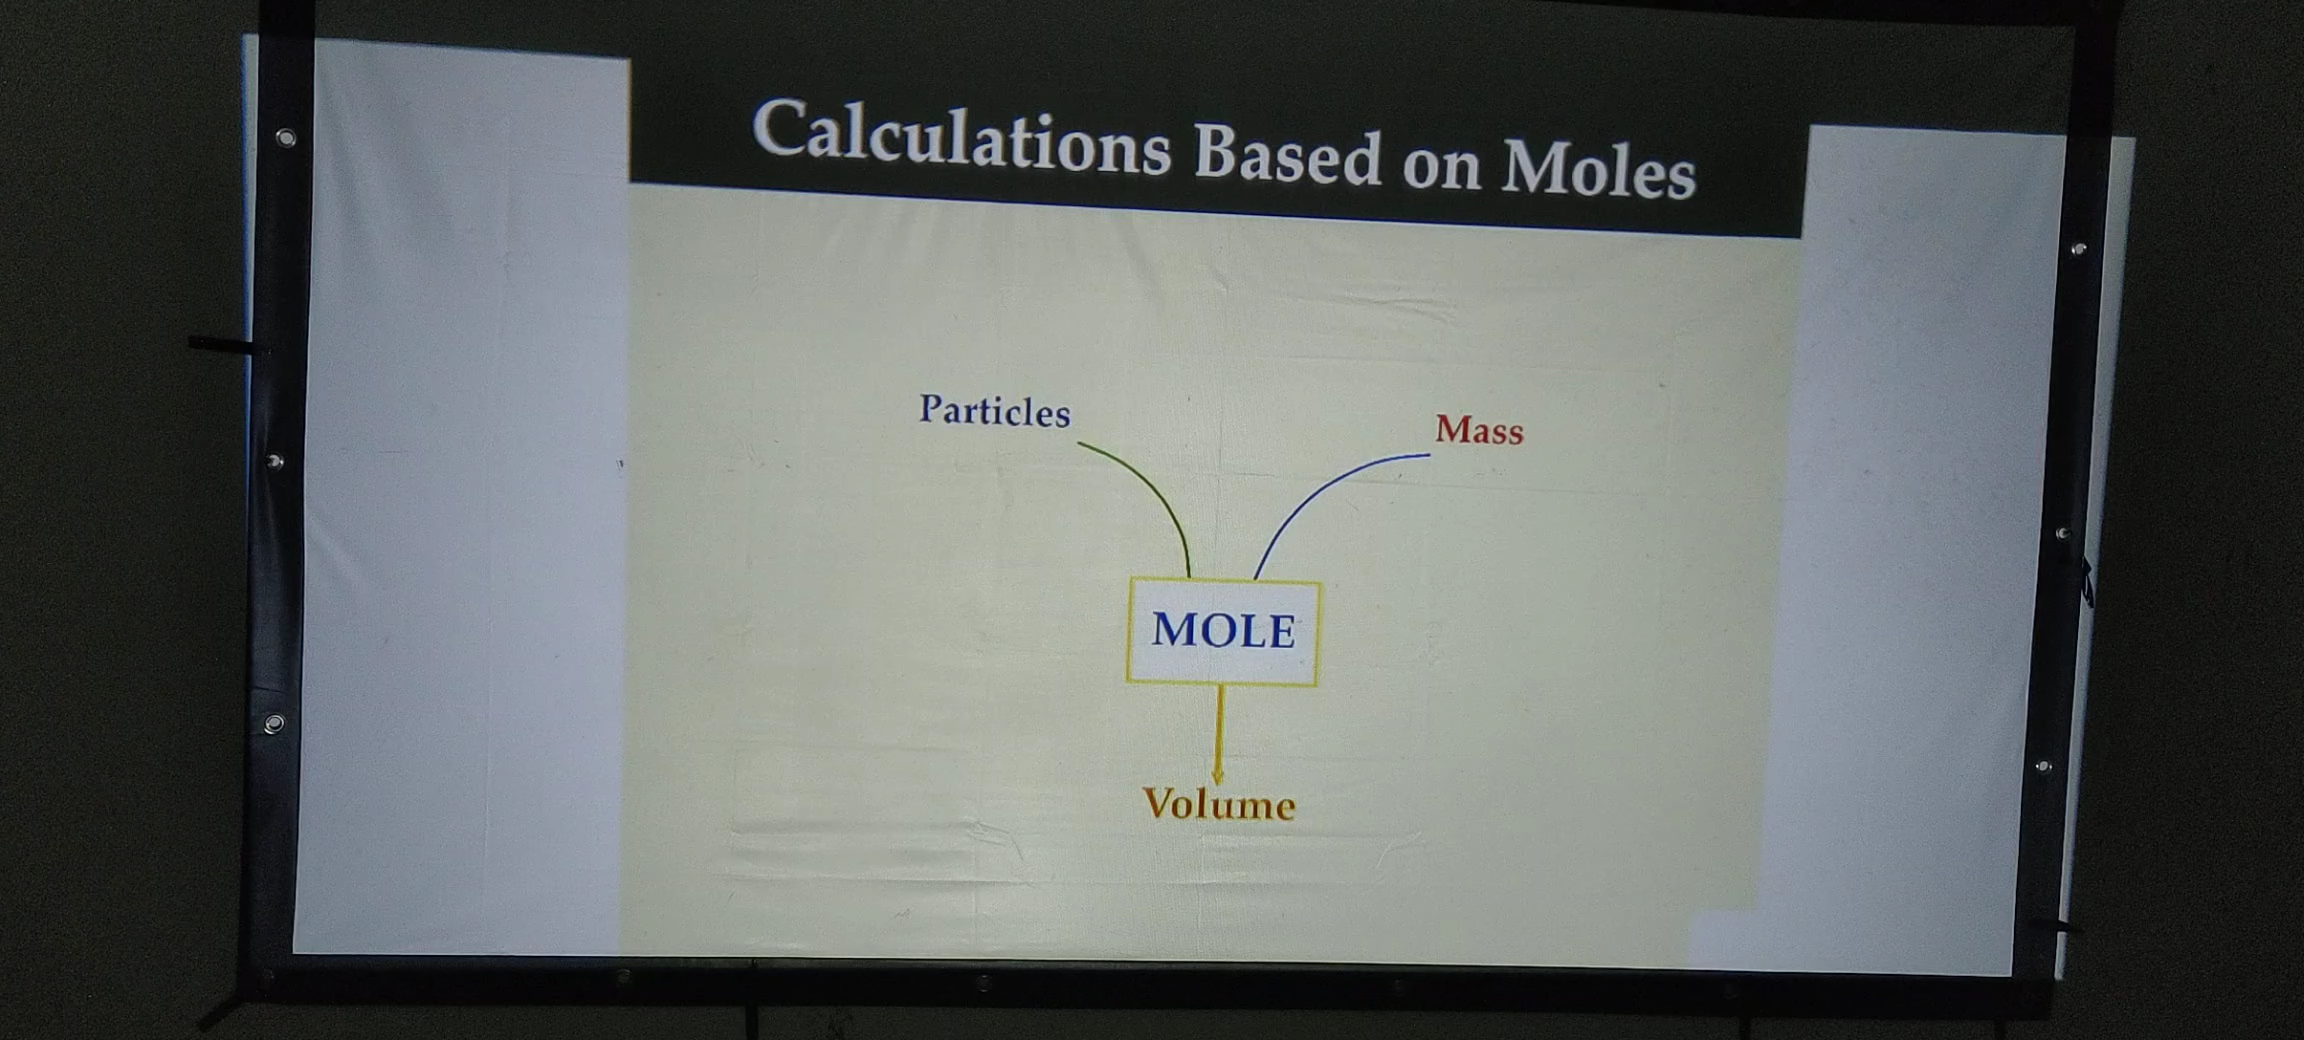 Calculations Based on Moles
Particles
Mass
MOLE
Volume